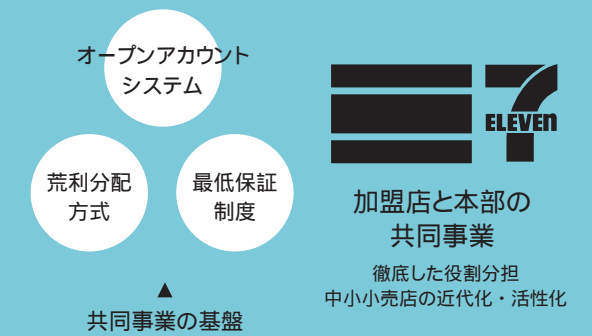 オープンアカウント
システム
荒利分配
方式
最低保証
制度
▲
共同事業の基盤
7
ELEVEn
加盟店と本部の
共同事業
徹底した役割分担
中小小売店の近代化・活性化